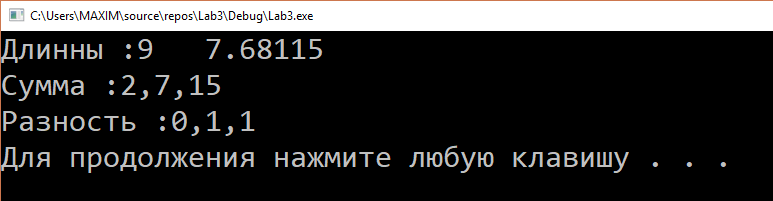 C:\Users\MAXIM\source\repos\Lab3\Debug\Lab3.exe
Длинны :9   7.68115
Сумма :2,7,15
Разность :0,1,1
Для продолжения нажмите любую клавишу . . .